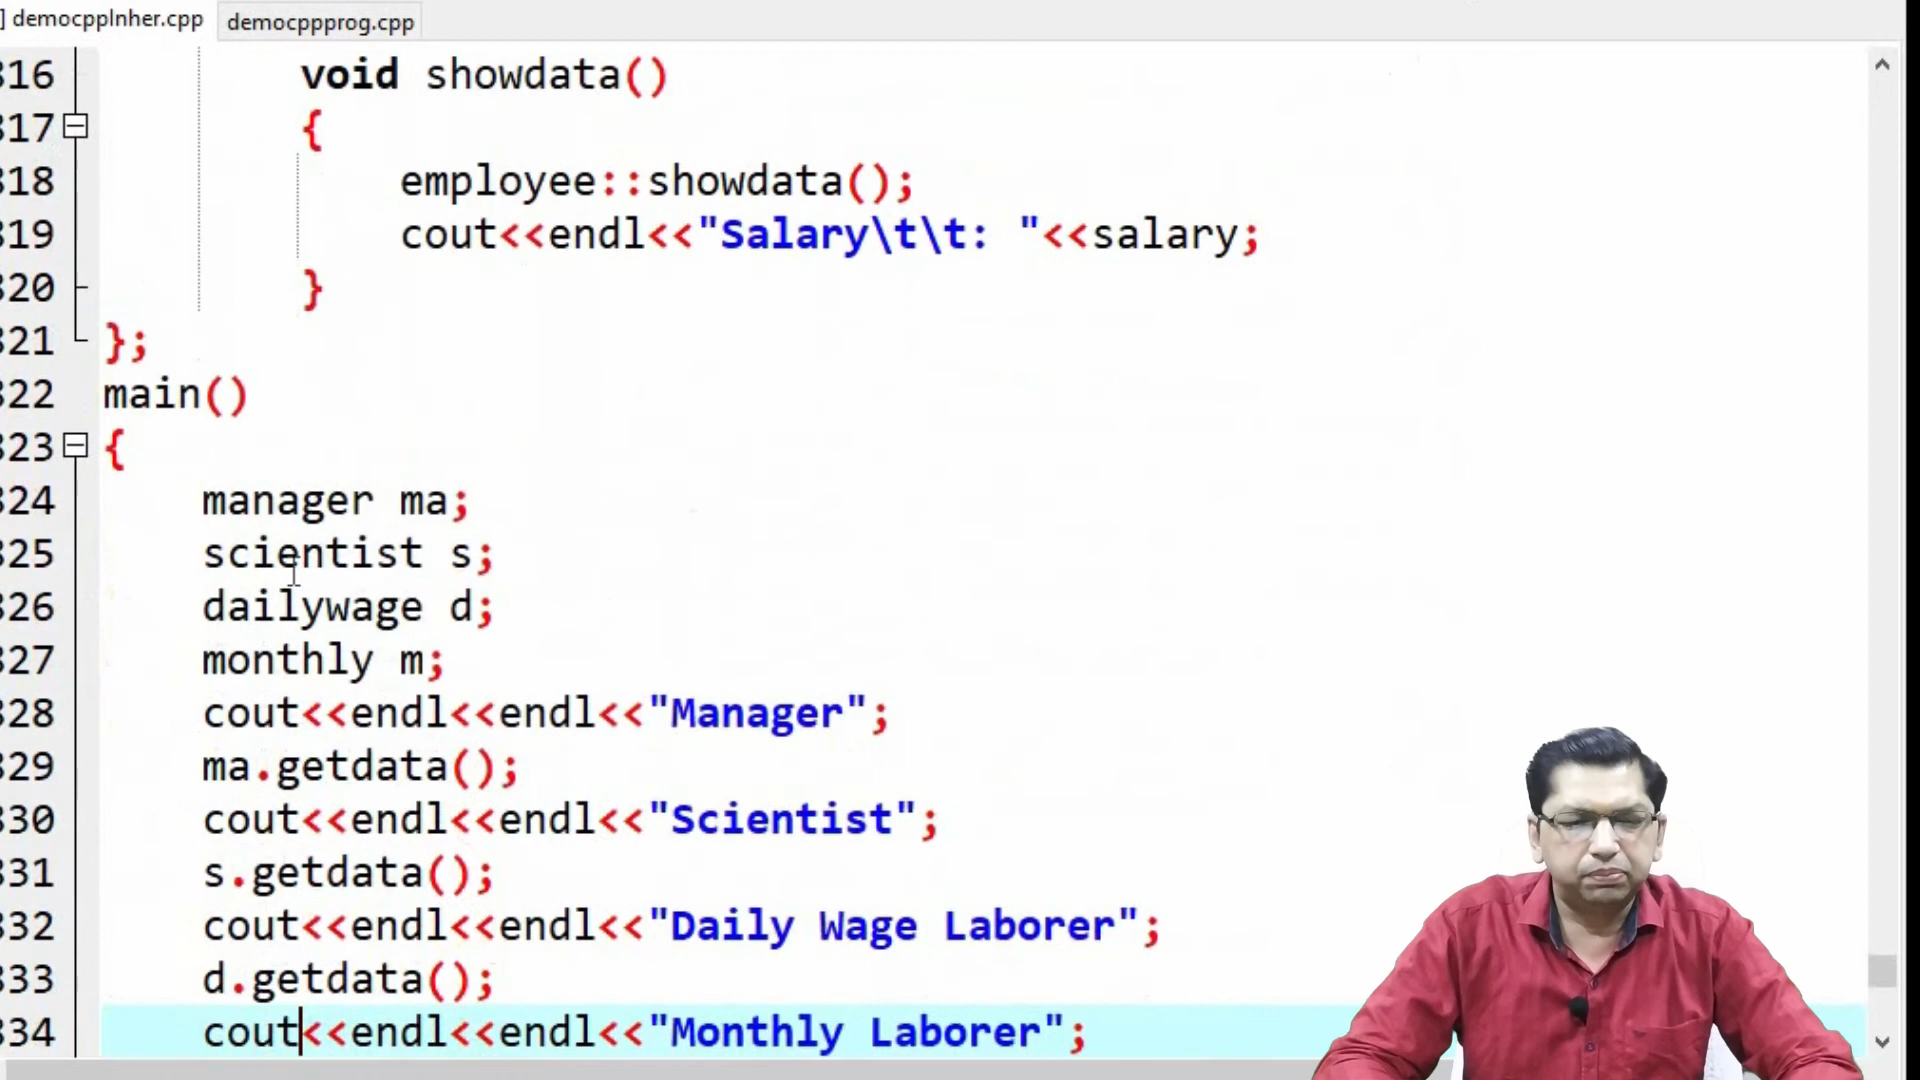 ] democppInher.cpp democppprog.cpp
316 void showdata()
317 {
318 employee::showdata();
319 cout<<endl<<"Salary\t\t: "<<salary;
320 }
321 };
322 main()
323 {
324 manager ma;
325 scientist s;
326 dailywage d;
327 monthly m;
328 cout<<endl<<endl<<"Manager";
329 ma.getdata();
330 cout<<endl<<endl<<"Scientist";
331 s.getdata();
332 cout<<endl<<endl<<"Daily Wage Laborer";
333 d.getdata();
334 cout<<endl<<endl<<"Monthly Laborer";